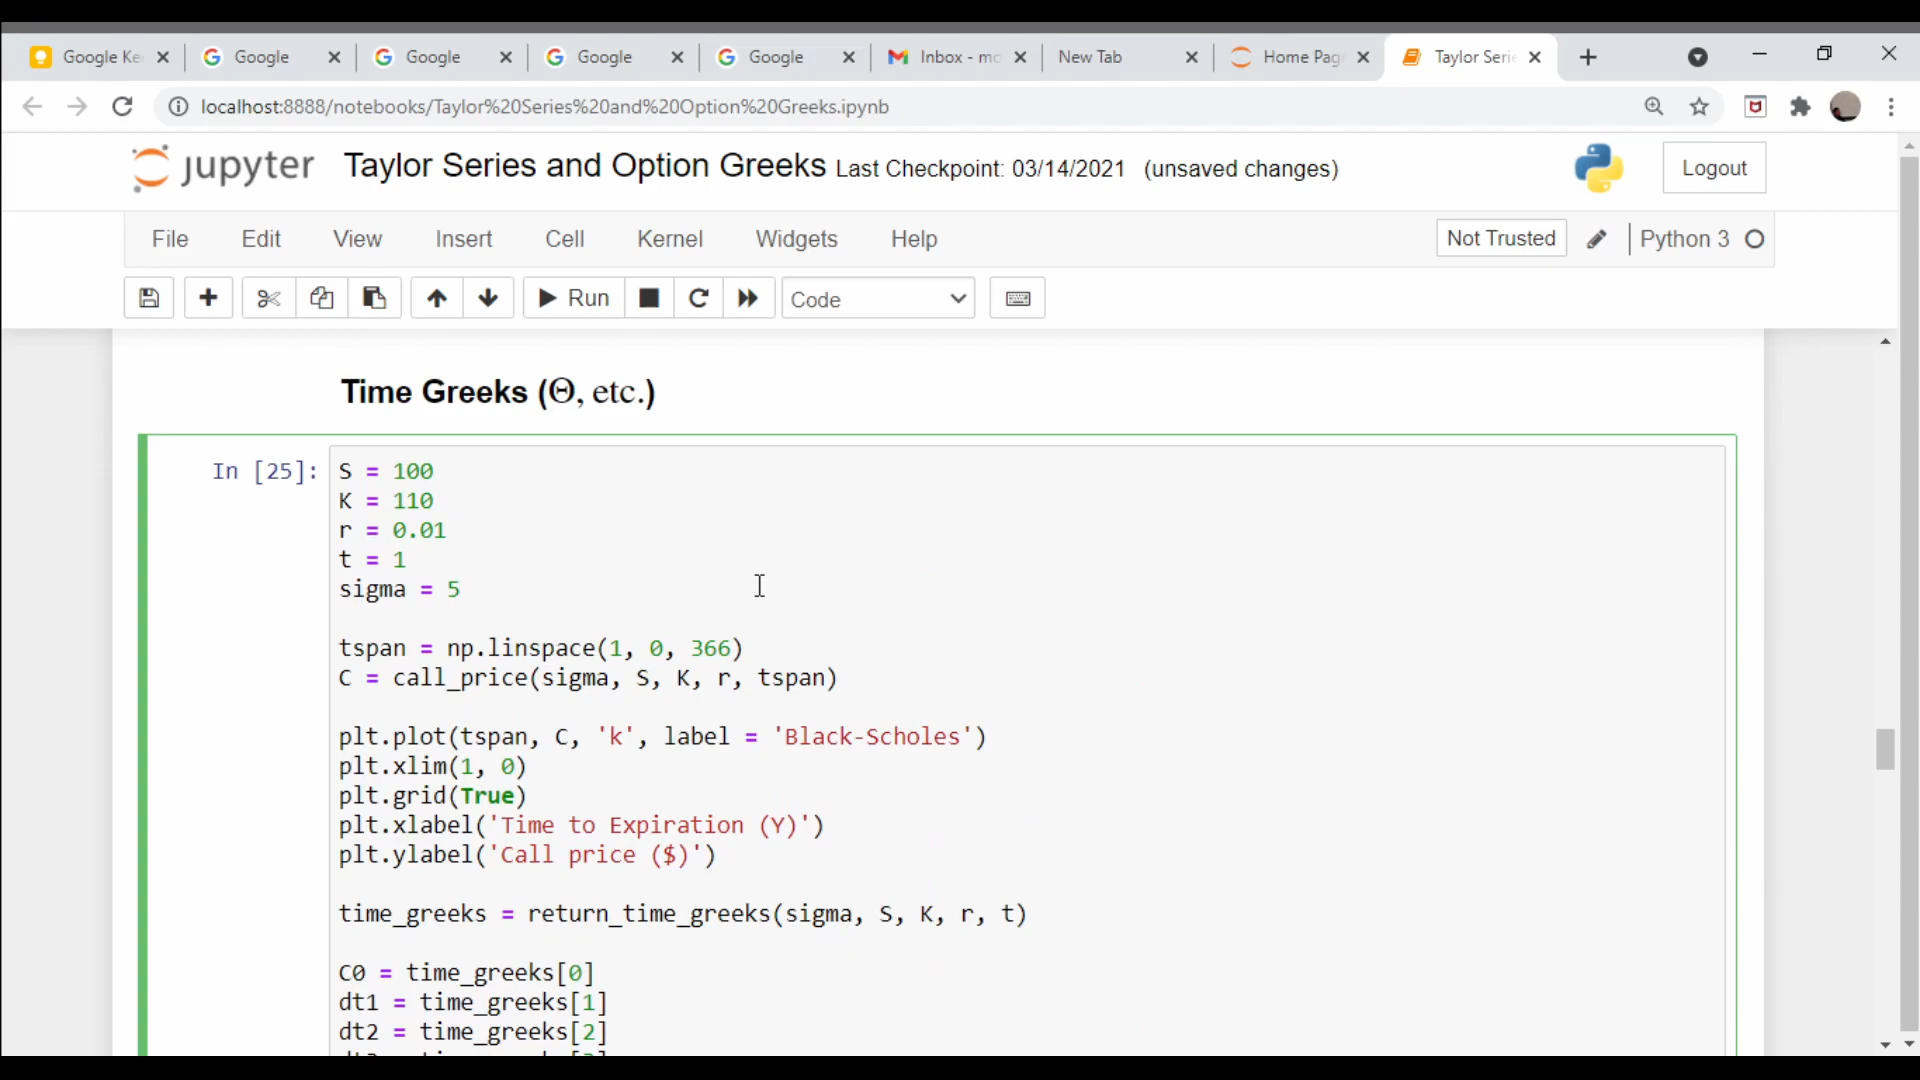 Google Ke
Google
Google
Google
Google
Inbox - mc
New Tab
Home Pag
Taylor Serie
localhost:8888/notebooks/Taylor%20Series%20and%20Option%20Greeks.ipynb
jupyter Taylor Series and Option Greeks Last Checkpoint: 03/14/2021 (unsaved changes)
Logout
File Edit View Insert Cell Kernel Widgets Help
Not Trusted
Python 3
Run
Code
Time Greeks (Θ, etc.)
In [25]:
S = 100
K = 110
r = 0.01
t = 1
sigma = 5
tspan = np.linspace(1, 0, 366)
C = call_price(sigma, S, K, r, tspan)
plt.plot(tspan, C, 'k', label = 'Black-Scholes')
plt.xlim(1, 0)
plt.grid(True)
plt.xlabel('Time to Expiration (Y)')
plt.ylabel('Call price ($)')
time_greeks = return_time_greeks(sigma, S, K, r, t)
C0 = time_greeks[0]
dt1 = time_greeks[1]
dt2 = time_greeks[2]